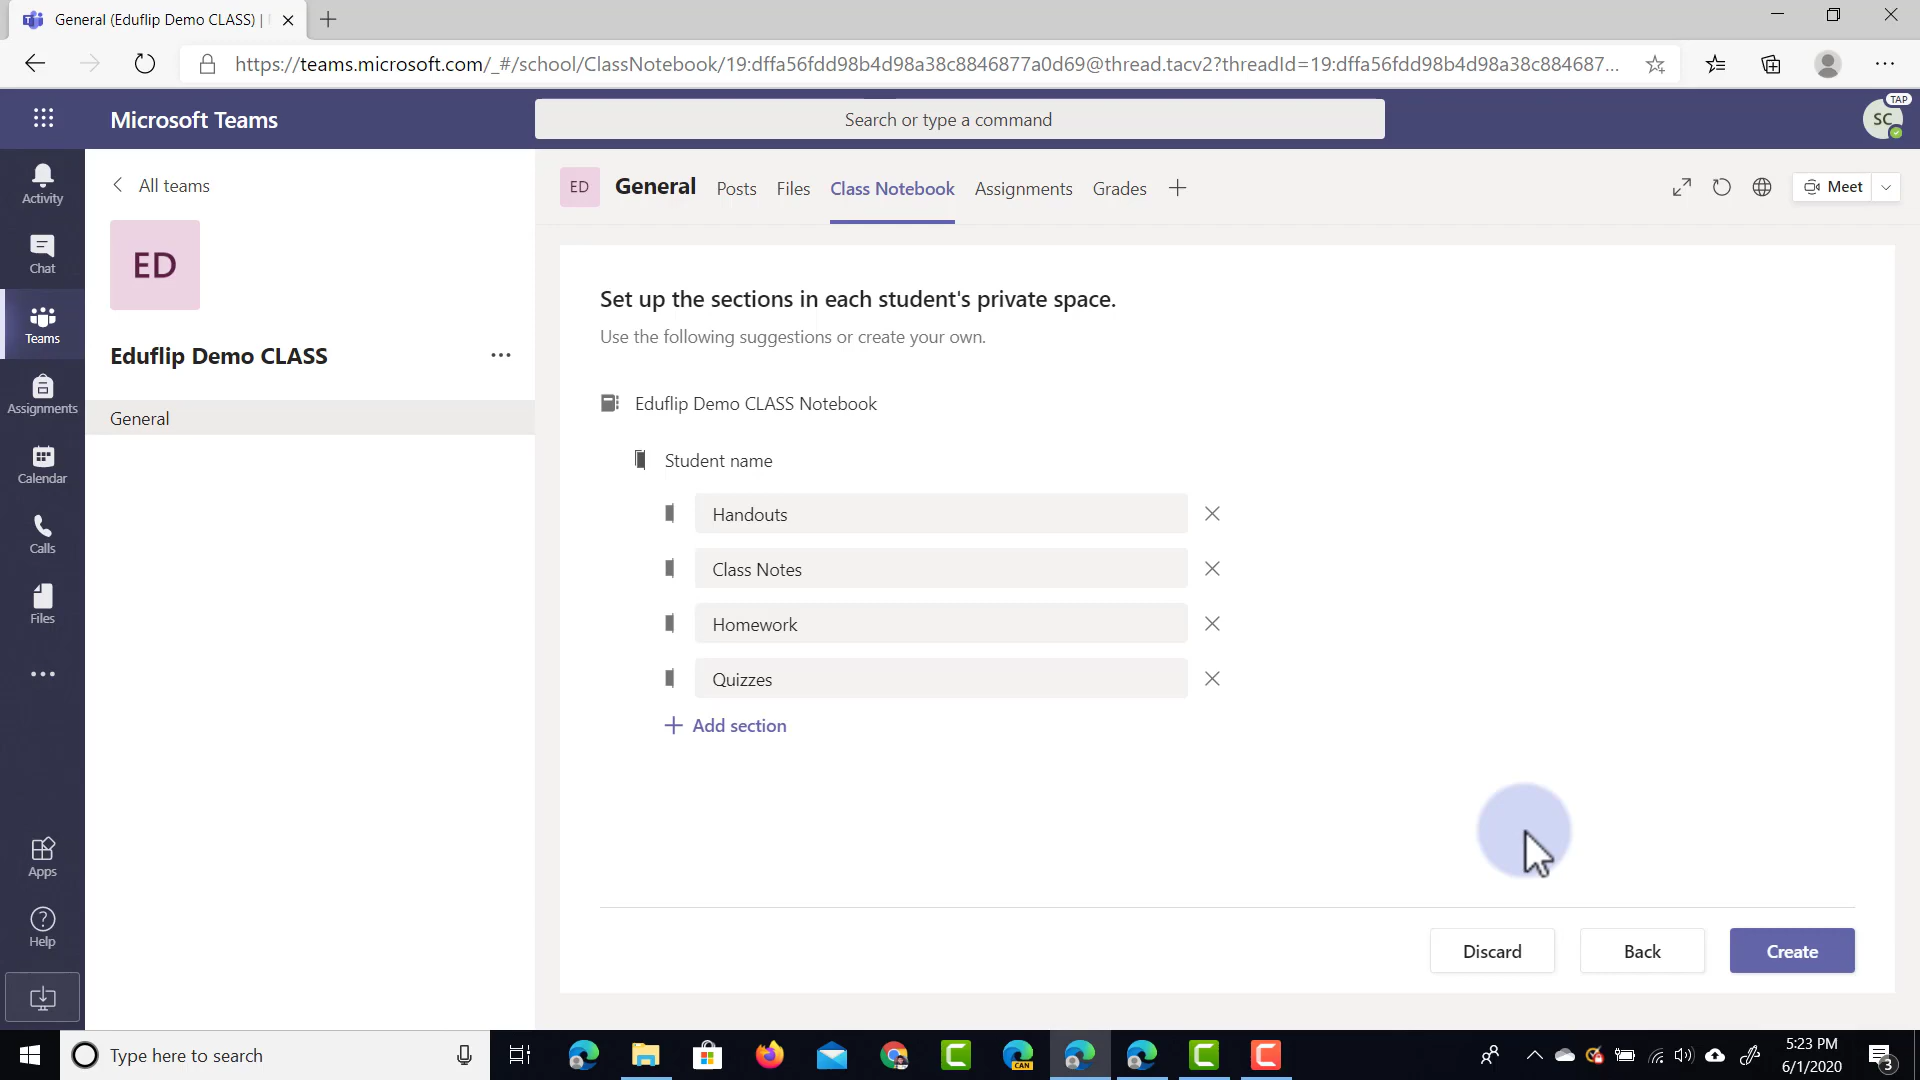 General (Eduflip Demo CLASS) |
https://teams.microsoft.com/_#/school/ClassNotebook/19:dffa56fdd98b4d98a38c8846877a0d69@thread.tacv2?threadId=19:dffa56fdd98b4d98a38c884687...
Microsoft Teams
Search or type a command
TAP
SC
Activity
Chat
Teams
Assignments
Calendar
Calls
Files
Apps
Help
All teams
ED
Eduflip Demo CLASS
General
ED
General Posts Files Class Notebook Assignments Grades
Meet
Set up the sections in each student's private space.
Use the following suggestions or create your own.
Eduflip Demo CLASS Notebook
Student name
Handouts
Class Notes
Homework
Quizzes
Add section
Discard Back Create
Type here to search
CAN
5:23 PM
6/1/2020
3